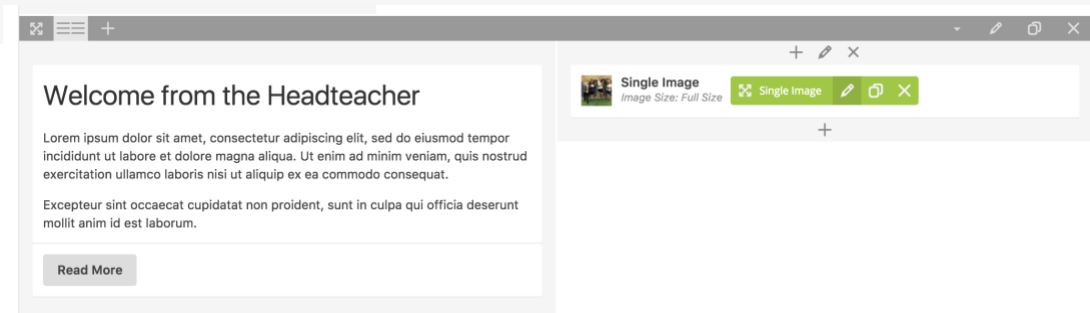 Welcome from the Headteacher
Lorem ipsum dolor sit amet, consectetur adipiscing elit, sed do eiusmod tempor
incididunt ut labore et dolore magna aliqua. Ut enim ad minim veniam, quis nostrud
exercitation ullamco laboris nisi ut aliquip ex ea commodo consequat.
Excepteur sint occaecat cupidatat non proident, sunt in culpa qui officia deserunt
mollit anim id est laborum.
Read More
Single Image
Image Size: Full Size
Single Image